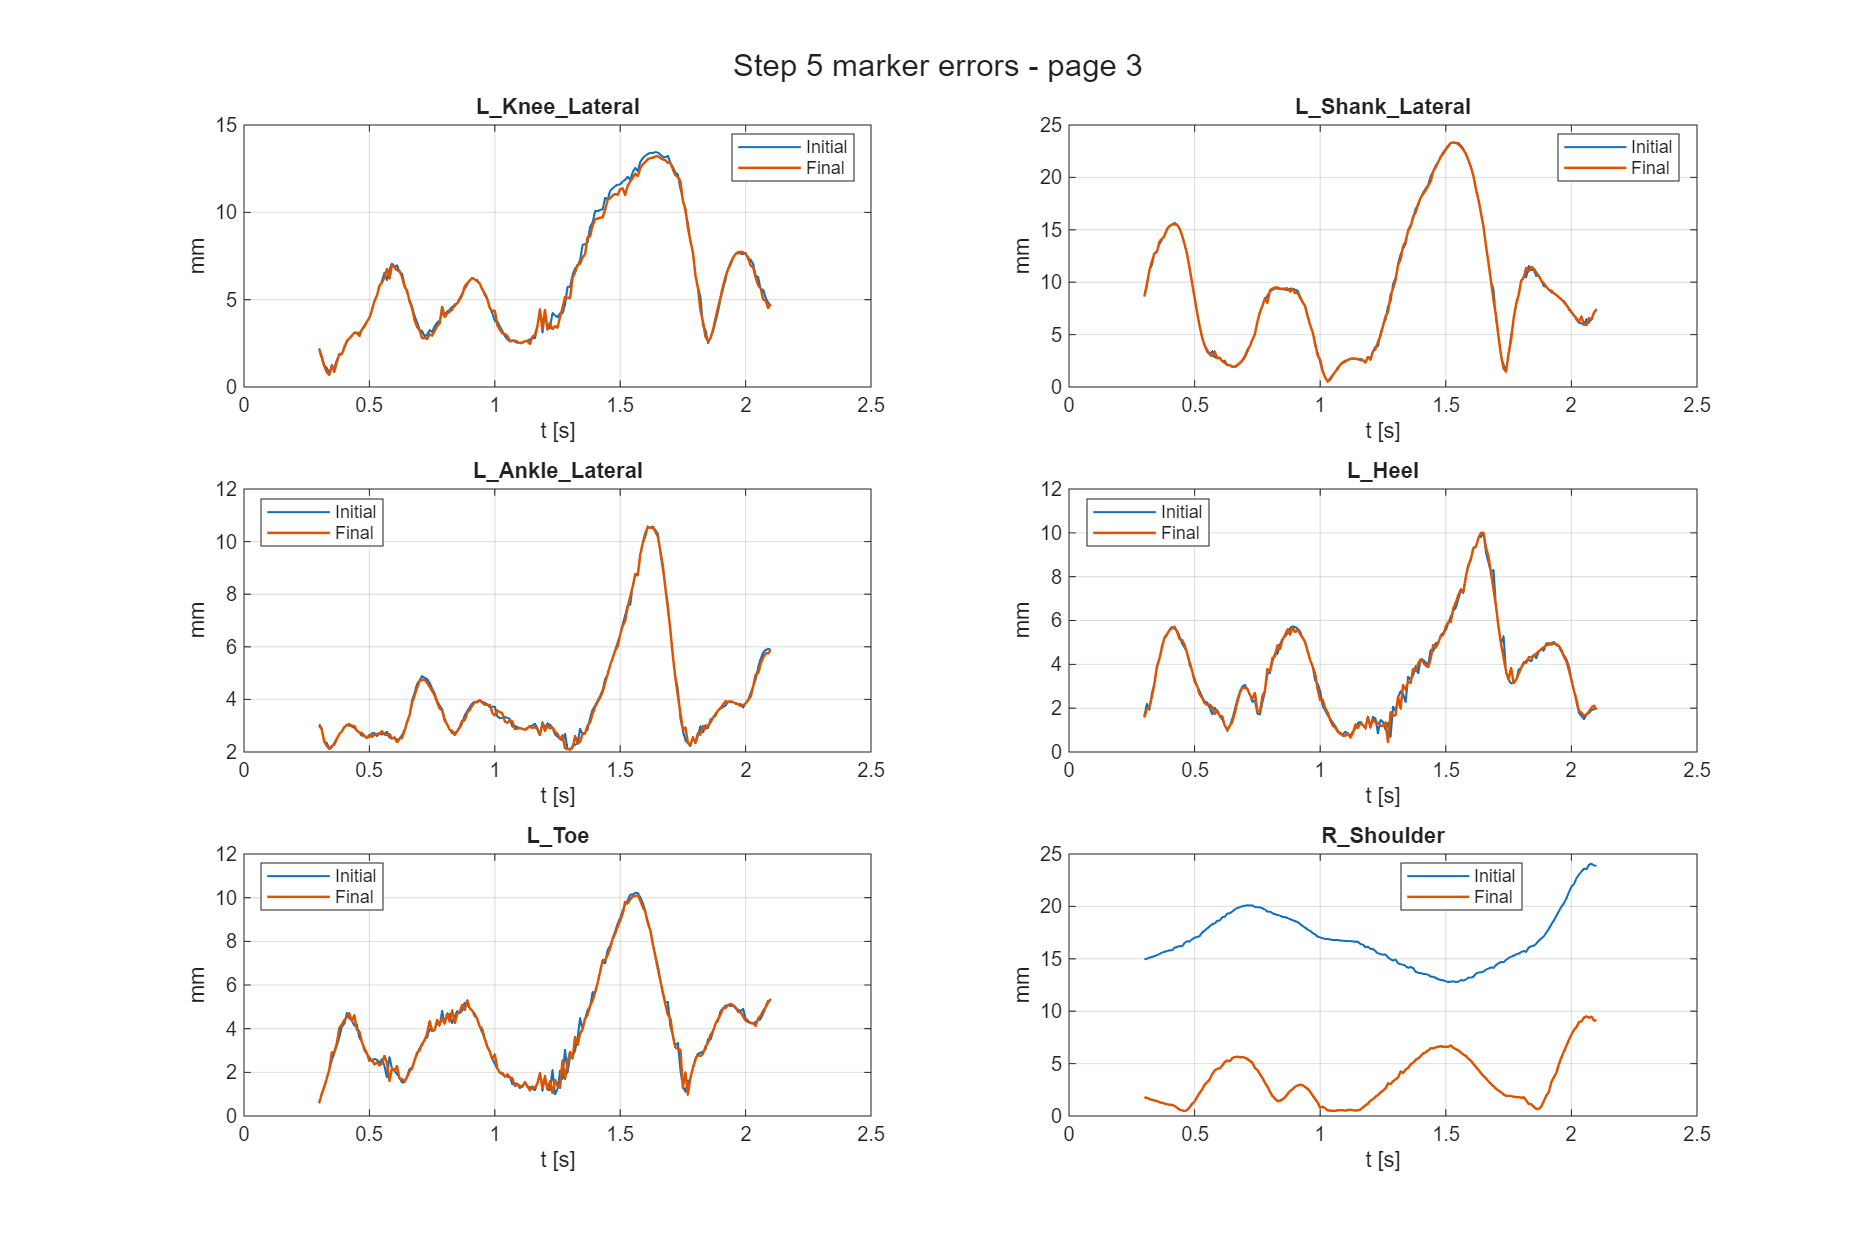 Step 5 marker errors - page 3
L_Knee_Lateral
15
10
5
0
mm
0 0.5 1 1.5 2 2.5
t [s]
Initial
Final
L_Shank_Lateral
25
20
15
10
5
0
mm
0 0.5 1 1.5 2 2.5
t [s]
Initial
Final
L_Ankle_Lateral
12
10
8
6
4
2
mm
0 0.5 1 1.5 2 2.5
t [s]
Initial
Final
L_Heel
12
10
8
6
4
2
0
mm
0 0.5 1 1.5 2 2.5
t [s]
Initial
Final
L_Toe
12
10
8
6
4
2
0
mm
0 0.5 1 1.5 2 2.5
t [s]
Initial
Final
R_Shoulder
25
20
15
10
5
0
mm
0 0.5 1 1.5 2 2.5
t [s]
Initial
Final